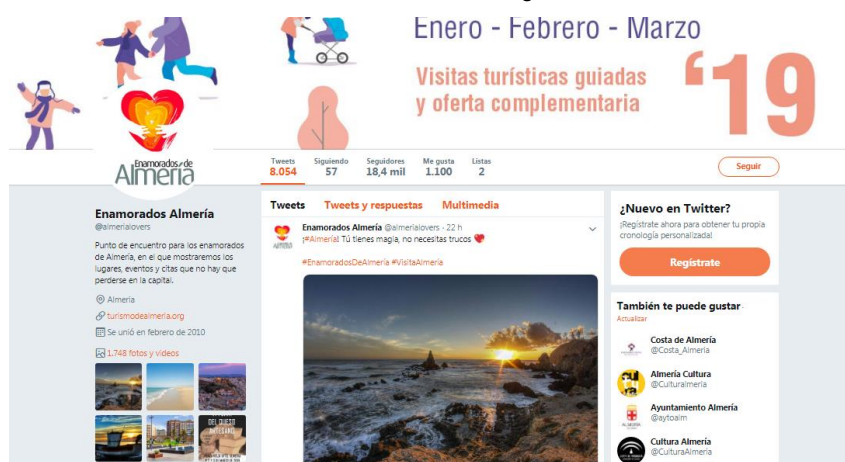 Enero - Febrero - Marzo
Visitas turísticas guiadas
y oferta complementaria
‘19
Enamorados de
Almería
Tweets
8.054
Siguiendo
57
Seguidores
18,4 mil
Me gusta
1.100
Listas
2
Seguir
Enamorados Almería
@almerialovers
Punto de encuentro para los enamorados
de Almería, en el que mostraremos los
lugares, eventos y citas que no hay que
perderse en la capital.
Almería
turismodealmeria.org
Se unió en febrero de 2010
1.748 fotos y videos
DEL QUESO
ARTESANO
Tweets
Tweets y respuestas
Multimedia
Enamorados Almería @almerialovers · 22 h
¡#Almería! Tú tienes magia, no necesitas trucos
#EnamoradosDeAlmería #VisitaAlmería
¿Nuevo en Twitter?
¡Regístrate ahora para obtener tu propia
cronología personalizada!
Regístrate
También te puede gustar ·
Actualizar
Costa de Almería
@Costa_Almeria
Almería Cultura
@Culturalmeria
Ayuntamiento Almería
@aytoalm
Cultura Almería
@CulturaAlmeria